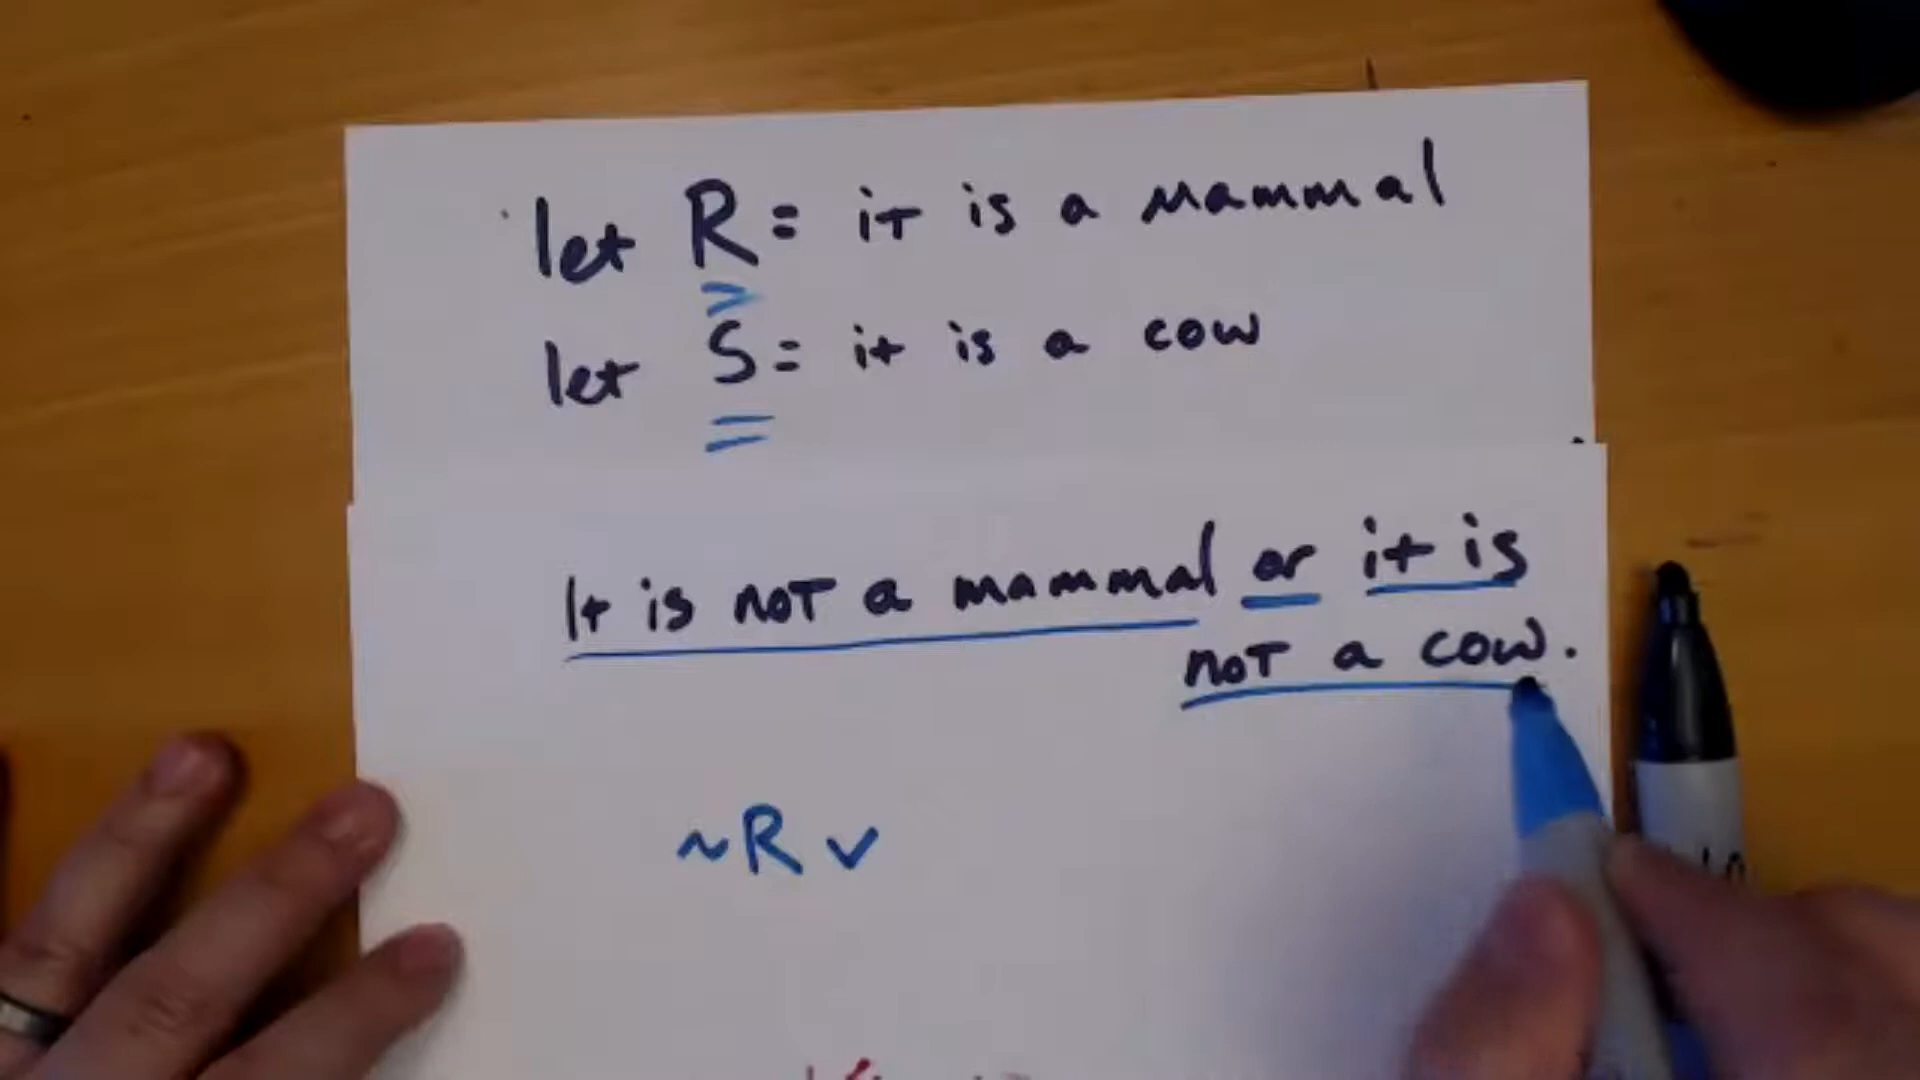 let R = it is a mammal
let S = it is a cow
It is not a mammal or it is
not a cow.
~R ∨